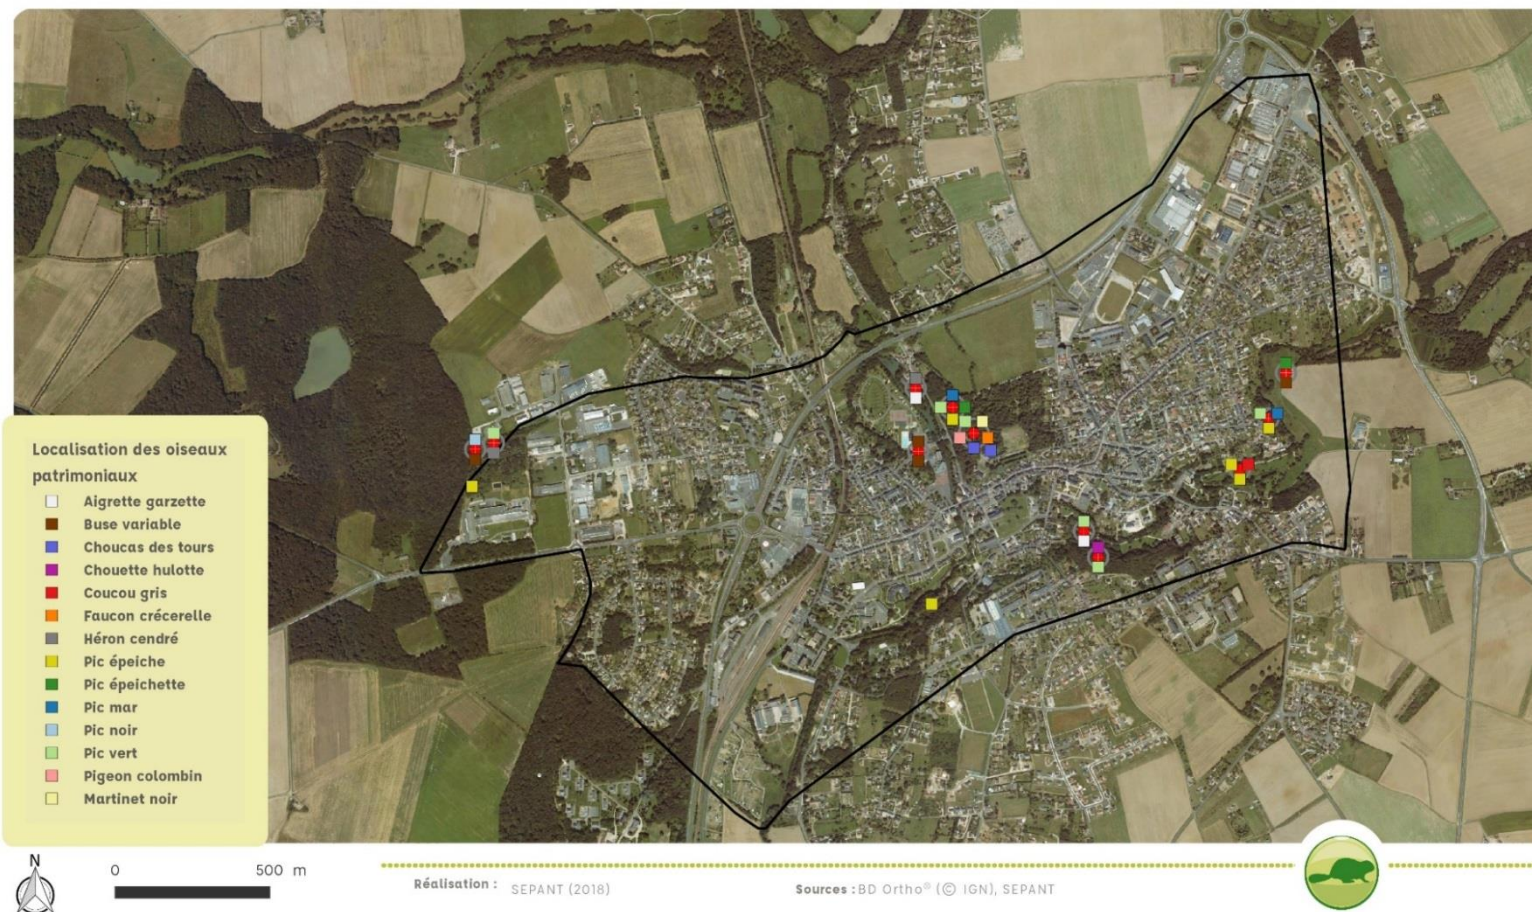 Localisation des oiseaux
patrimoniaux
Aigrette garzette
Buse variable
Choucas des tours
Chouette hulotte
Coucou gris
Faucon crécerelle
Héron cendré
Pic épeiche
Pic épeichette
Pic mar
Pic noir
Pic vert
Pigeon colombin
Martinet noir
N
0 500 m
Réalisation : SEPANT (2018)
Sources : BD Ortho® (© IGN), SEPANT